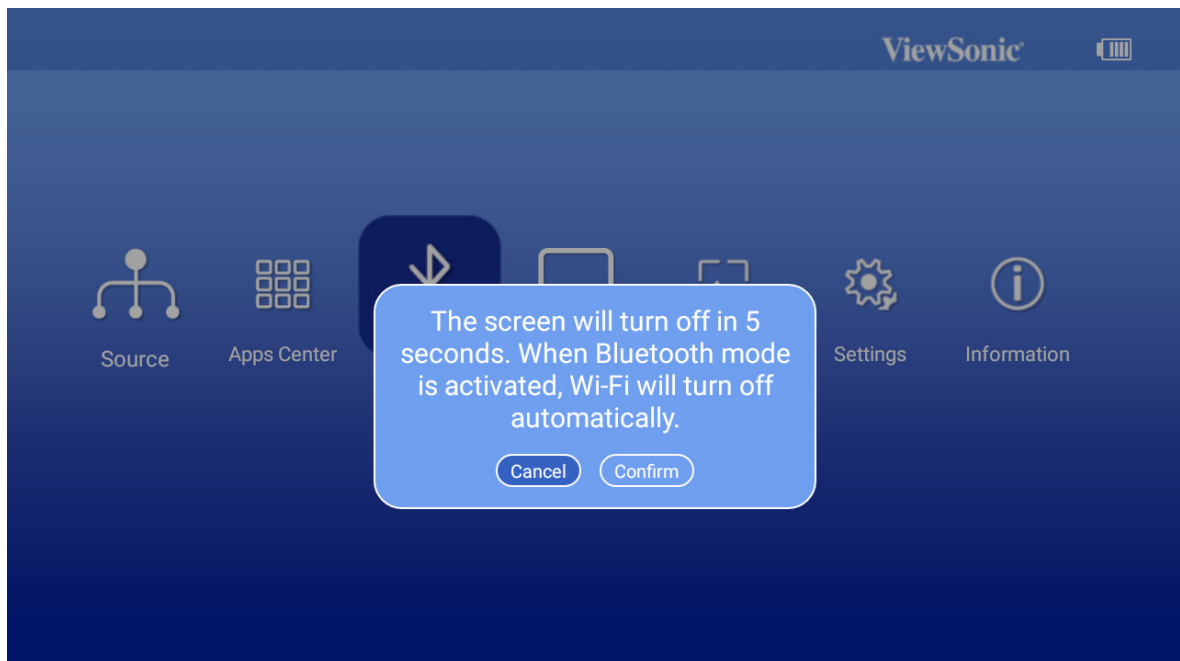 ViewSonic
Source
Apps Center
Settings
Information
The screen will turn off in 5
seconds. When Bluetooth mode
is activated, Wi-Fi will turn off
automatically.
Cancel
Confirm